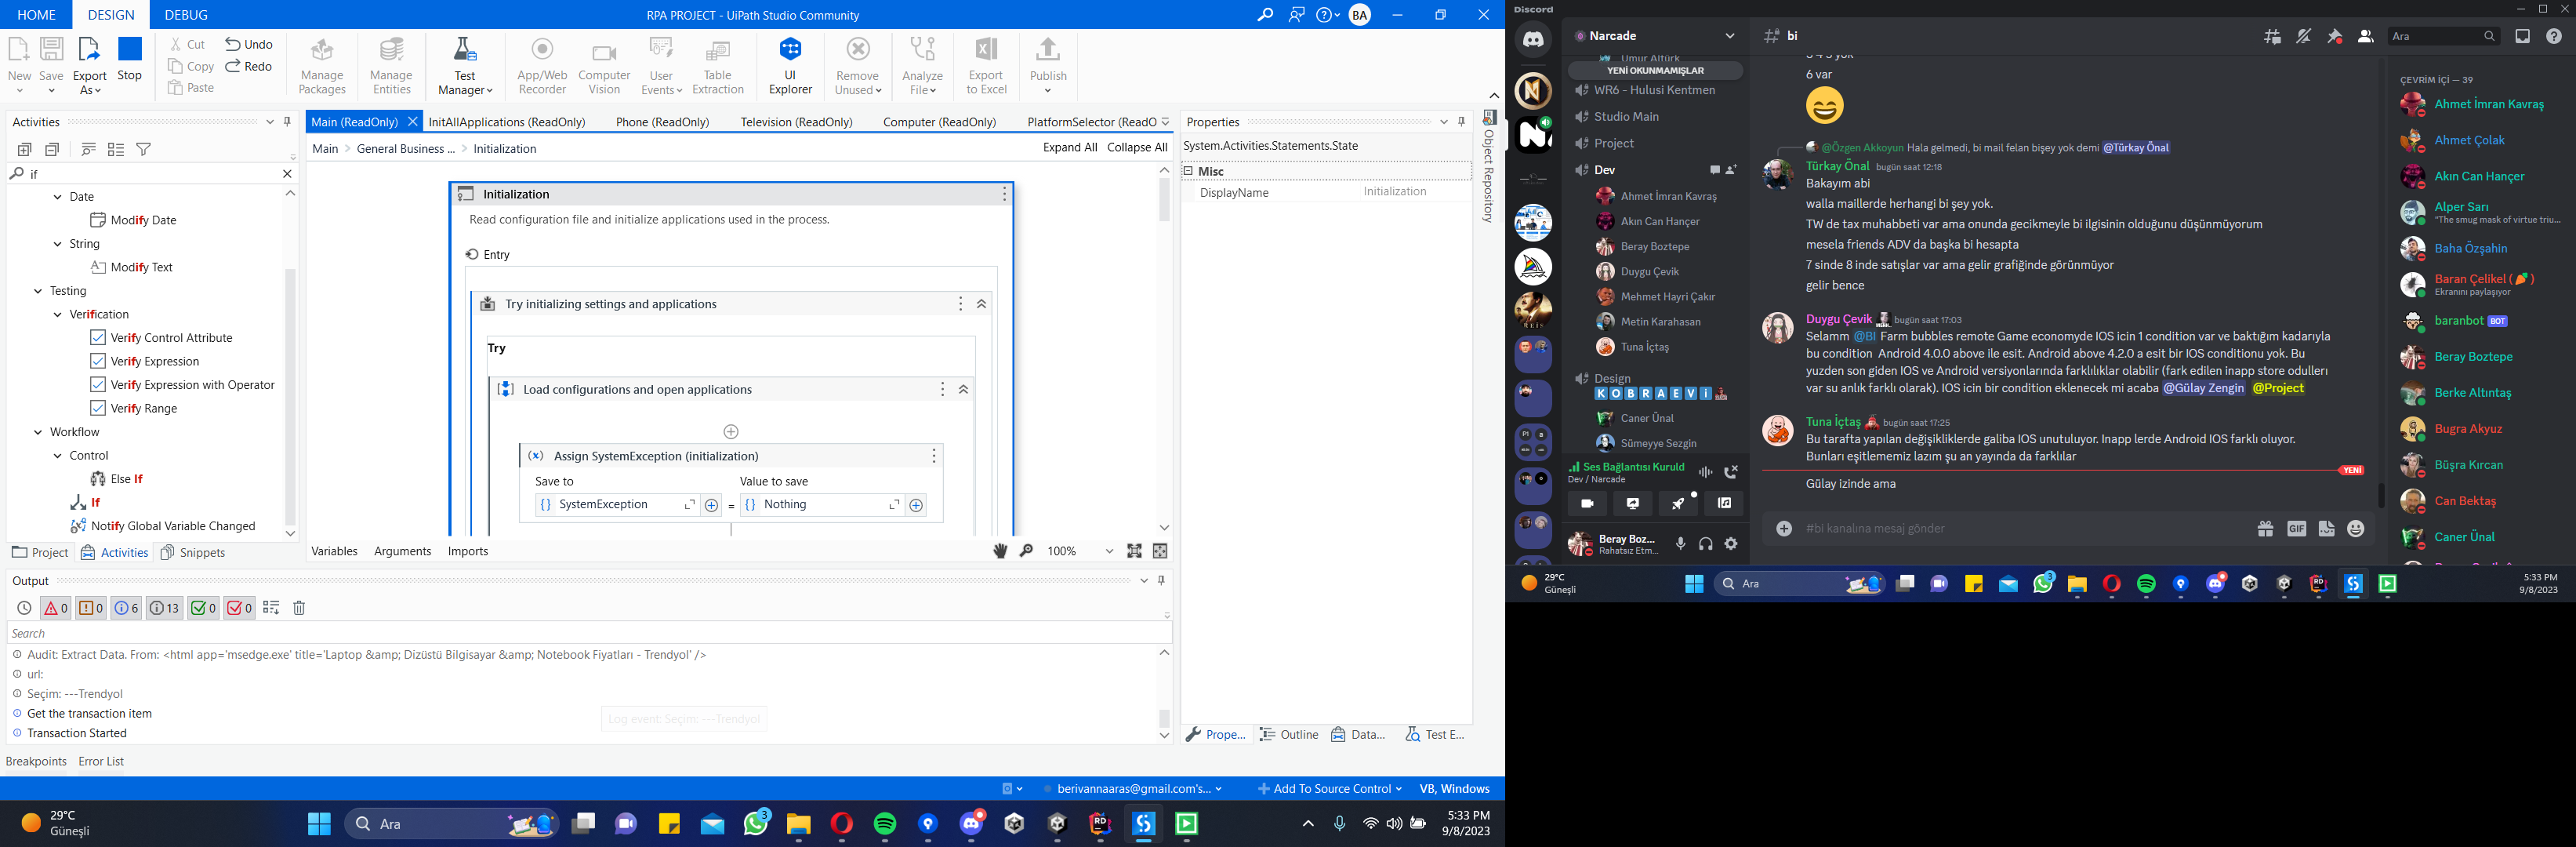 HOME
DESIGN
DEBUG
RPA PROJECT - UiPath Studio Community
BA
New
Save
Export As
Stop
Cut
Copy
Paste
Undo
Redo
Manage Packages
Manage Entities
Test Manager
App/Web Recorder
Computer Vision
User Events
Table Extraction
UI Explorer
Remove Unused
Analyze File
Export to Excel
Publish
Activities
if
Date
Modify Date
String
Modify Text
Testing
Verification
Verify Control Attribute
Verify Expression
Verify Expression with Operator
Verify Range
Workflow
Control
Else If
If
Notify Global Variable Changed
Project
Activities
Snippets
Main (ReadOnly)
InitAllApplications (ReadOnly)
Phone (ReadOnly)
Television (ReadOnly)
Computer (ReadOnly)
PlatformSelector (ReadO
Main > General Business ... > Initialization
Expand All
Collapse All
Initialization
Read configuration file and initialize applications used in the process.
Entry
Try initializing settings and applications
Try
Load configurations and open applications
Assign SystemException (initialization)
Save to
Value to save
SystemException
=
Nothing
Variables
Arguments
Imports
100%
Properties
System.Activities.Statements.State
Misc
DisplayName
Initialization
Object Repository
Prope...
Outline
Data...
Test E...
Output
0
0
6
13
0
0
Search
Audit: Extract Data. From: <html app='msedge.exe' title='Laptop &amp; Dizüstü Bilgisayar &amp; Notebook Fiyatları - Trendyol' />
url:
Seçim: ---Trendyol
Get the transaction item
Transaction Started
Log event: Seçim: ---Trendyol
Breakpoints
Error List
berivannaaras@gmail.com's...
Add To Source Control
VB, Windows
29°C
Güneşli
Ara
3
5:33 PM
9/8/2023
Discord
Narcade
Umur Altürk
YENİ OKUNMAMIŞLAR
WR6 - Hulusi Kentmen
Studio Main
Project
Dev
Ahmet İmran Kavraş
Akın Can Hançer
Beray Boztepe
Duygu Çevik
Mehmet Hayri Çakır
Metin Karahasan
Tuna İçtaş
Design
KOBRAEVİ
Caner Ünal
Sümeyye Sezgin
Ses Bağlantısı Kuruld
Dev / Narcade
Beray Boz...
Rahatsız Etm...
bi
Ara
3 4 5 yok
6 var
@Özgen Akkoyun Hala gelmedi, bi mail felan bişey yok demi @Türkay Önal
Türkay Önal bugün saat 12:18
Bakayım abi
walla maillerde herhangi bi şey yok.
TW de tax muhabbeti var ama onunda gecikmeyle bi ilgisinin olduğunu düşünmüyorum
mesela friends ADV da başka bi hesapta
7 sinde 8 inde satışlar var ama gelir grafiğinde görünmüyor
gelir bence
Duygu Çevik bugün saat 17:03
Selamm @BI Farm bubbles remote Game economyde IOS icin 1 condition var ve baktığım kadarıyla
bu condition Android 4.0.0 above ile esit. Android above 4.2.0 a esit bir IOS conditionu yok. Bu
yuzden son giden IOS ve Android versiyonlarında farklılıklar olabilir (fark edilen inapp store odulleri
var su anlık farklı olarak). IOS icin bir condition eklenecek mi acaba @Gülay Zengin @Project
Tuna İçtaş bugün saat 17:25
Bu tarafta yapılan değişikliklerde galiba IOS unutuluyor. Inapp lerde Android IOS farklı oluyor.
Bunları eşitlememiz lazım şu an yayında da farklılar
YENİ
Gülay izinde ama
#bi kanalına mesaj gönder
GIF
ÇEVRİM İÇİ — 39
Ahmet İmran Kavraş
Ahmet Çolak
Akın Can Hançer
Alper Sarı
"The smug mask of virtue triu...
Baha Özşahin
Baran Çelikel
Ekranını paylaşıyor
baranbot BOT
Beray Boztepe
Berke Altıntaş
Bugra Akyuz
Büşra Kırcan
Can Bektaş
Caner Ünal
29°C
Güneşli
Ara
3
5:33 PM
9/8/2023